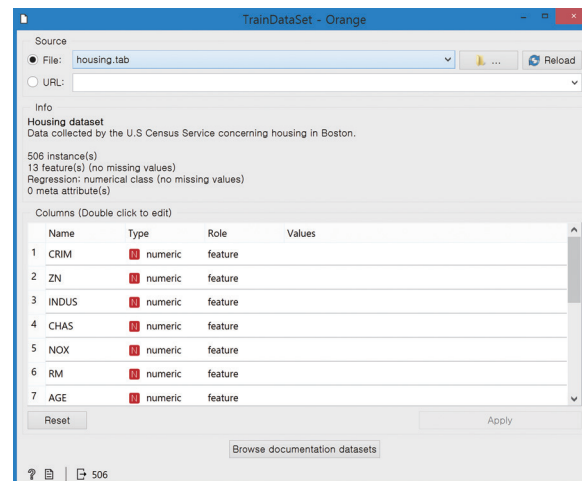 TrainDataSet - Orange
Source
File: housing.tab ... Reload
URL:
Info
Housing dataset
Data collected by the U.S Census Service concerning housing in Boston.
506 instance(s)
13 feature(s) (no missing values)
Regression: numerical class (no missing values)
0 meta attribute(s)
Columns (Double click to edit)
Name Type Role Values
1 CRIM N numeric feature
2 ZN N numeric feature
3 INDUS N numeric feature
4 CHAS N numeric feature
5 NOX N numeric feature
6 RM N numeric feature
7 AGE N numeric feature
Reset Apply
Browse documentation datasets
? 506